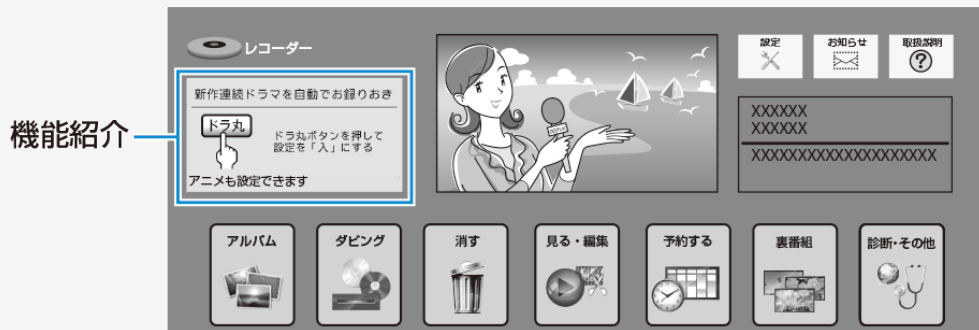 機能紹介
レコーダー
新作連続ドラマを自動でお録りおき
ドラ丸
ドラ丸ボタンを押して
設定を「入」にする
アニメも設定できます
設定
お知らせ
取扱説明
XXXXXX
XXXXXX
XXXXXXXXXXXXXXXXXXXX
アルバム
ダビング
消す
見る・編集
予約する
裏番組
診断・その他